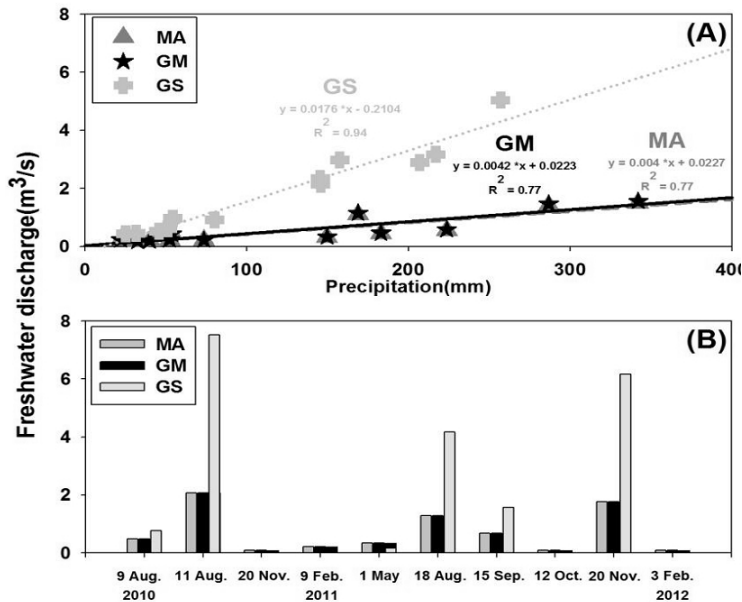 Freshwater discharge(m³/s)
8
6
4
2
0
MA
GM
GS
(A)
GS
y = 0.0176 *x - 0.2104
2
R = 0.94
GM
y = 0.0042 *x + 0.0223
2
R = 0.77
MA
y = 0.004 *x + 0.0227
2
R = 0.77
0 100 200 300 400
Precipitation(mm)
8
6
4
2
0
MA
GM
GS
(B)
9 Aug. 11 Aug. 20 Nov. 9 Feb. 1 May 18 Aug. 15 Sep. 12 Oct. 20 Nov. 3 Feb.
2010 2011 2012